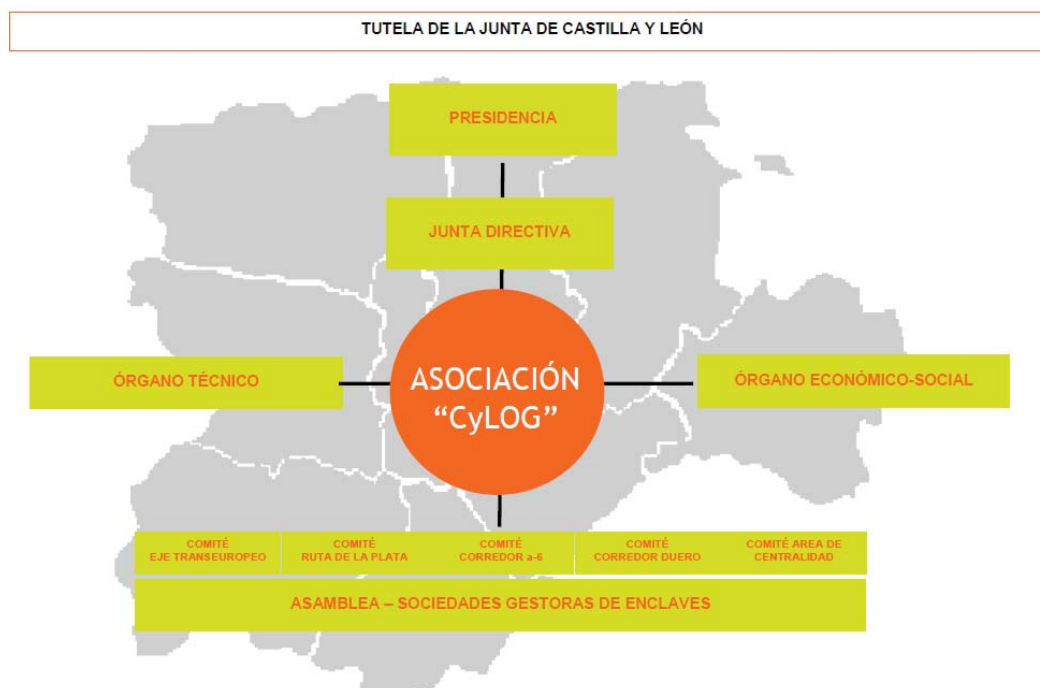 TUTELA DE LA JUNTA DE CASTILLA Y LEÓN
PRESIDENCIA
JUNTA DIRECTIVA
ÓRGANO TÉCNICO
ASOCIACIÓN
“CyLOG”
ÓRGANO ECONÓMICO-SOCIAL
COMITÉ
EJE TRANSEUROPEO
COMITÉ
RUTA DE LA PLATA
COMITÉ
CORREDOR a-6
COMITÉ
CORREDOR DUERO
COMITÉ AREA DE
CENTRALIDAD
ASAMBLEA – SOCIEDADES GESTORAS DE ENCLAVES